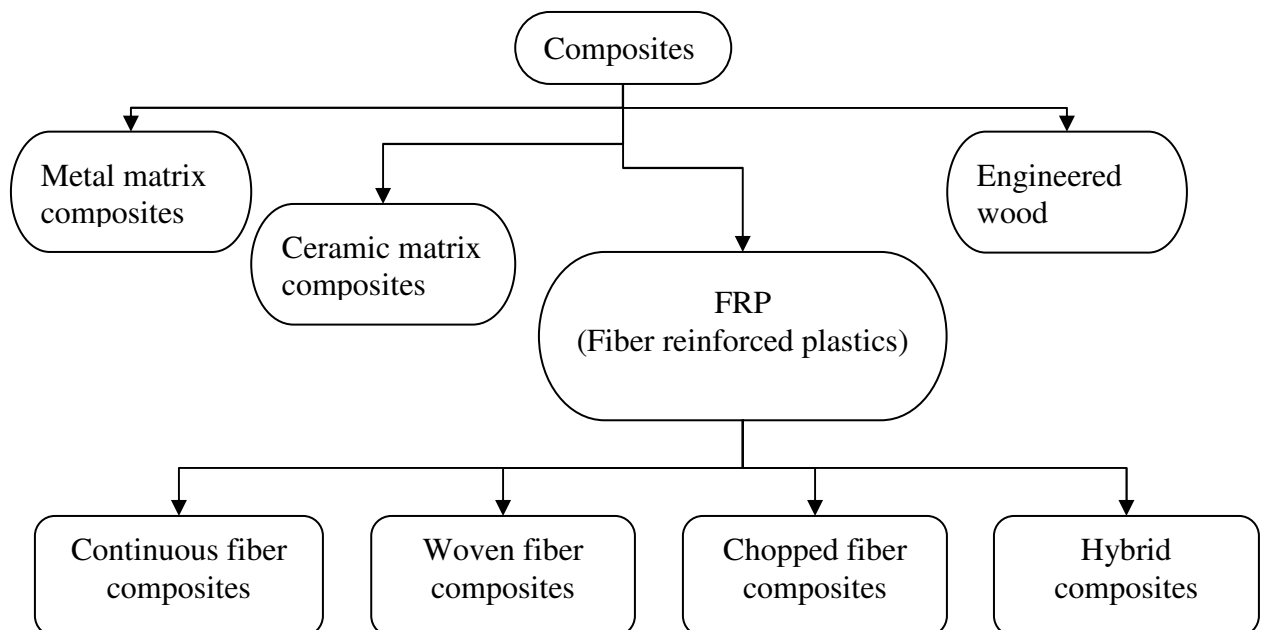 Composites
Metal matrix
composites
Ceramic matrix
composites
FRP
(Fiber reinforced plastics)
Engineered
wood
Continuous fiber
composites
Woven fiber
composites
Chopped fiber
composites
Hybrid
composites